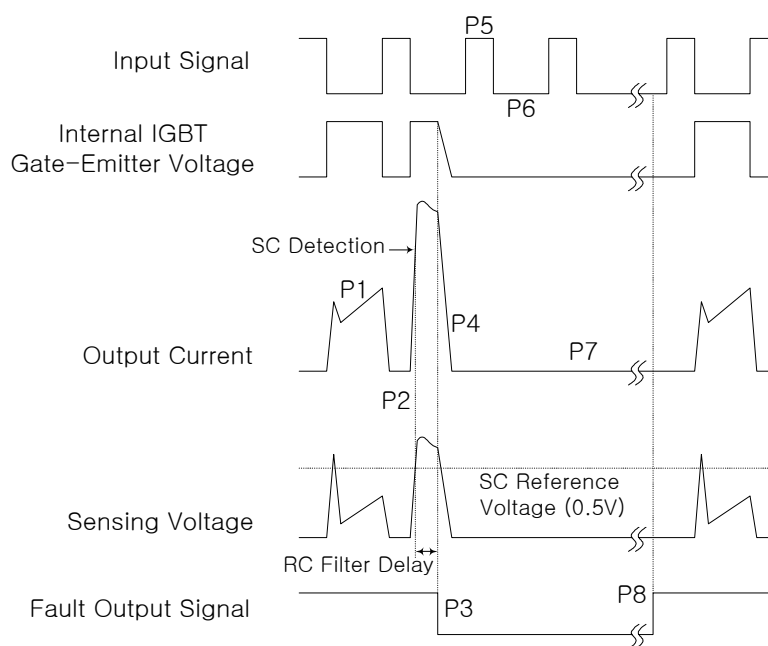 P5
Input Signal
P6
Internal IGBT
Gate-Emitter Voltage
SC Detection
P1
P4
Output Current
P7
P2
SC Reference
Voltage (0.5V)
Sensing Voltage
RC Filter Delay
Fault Output Signal
P3
P8